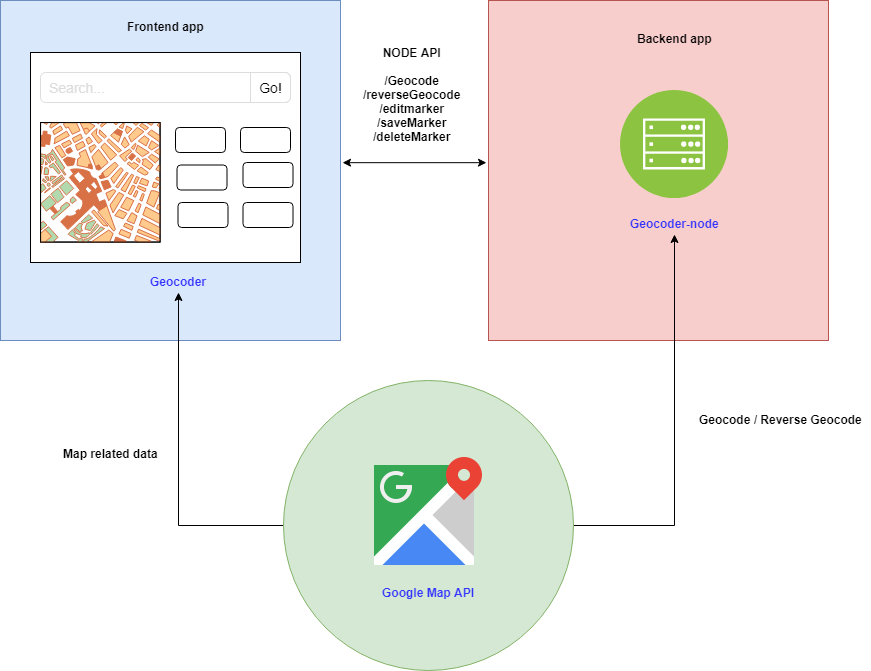 Frontend app
Search...
Go!
Geocoder
NODE API
/Geocode
/reverseGeocode
/editmarker
/saveMarker
/deleteMarker
Backend app
Geocoder-node
Map related data
Geocode / Reverse Geocode
G
Google Map API